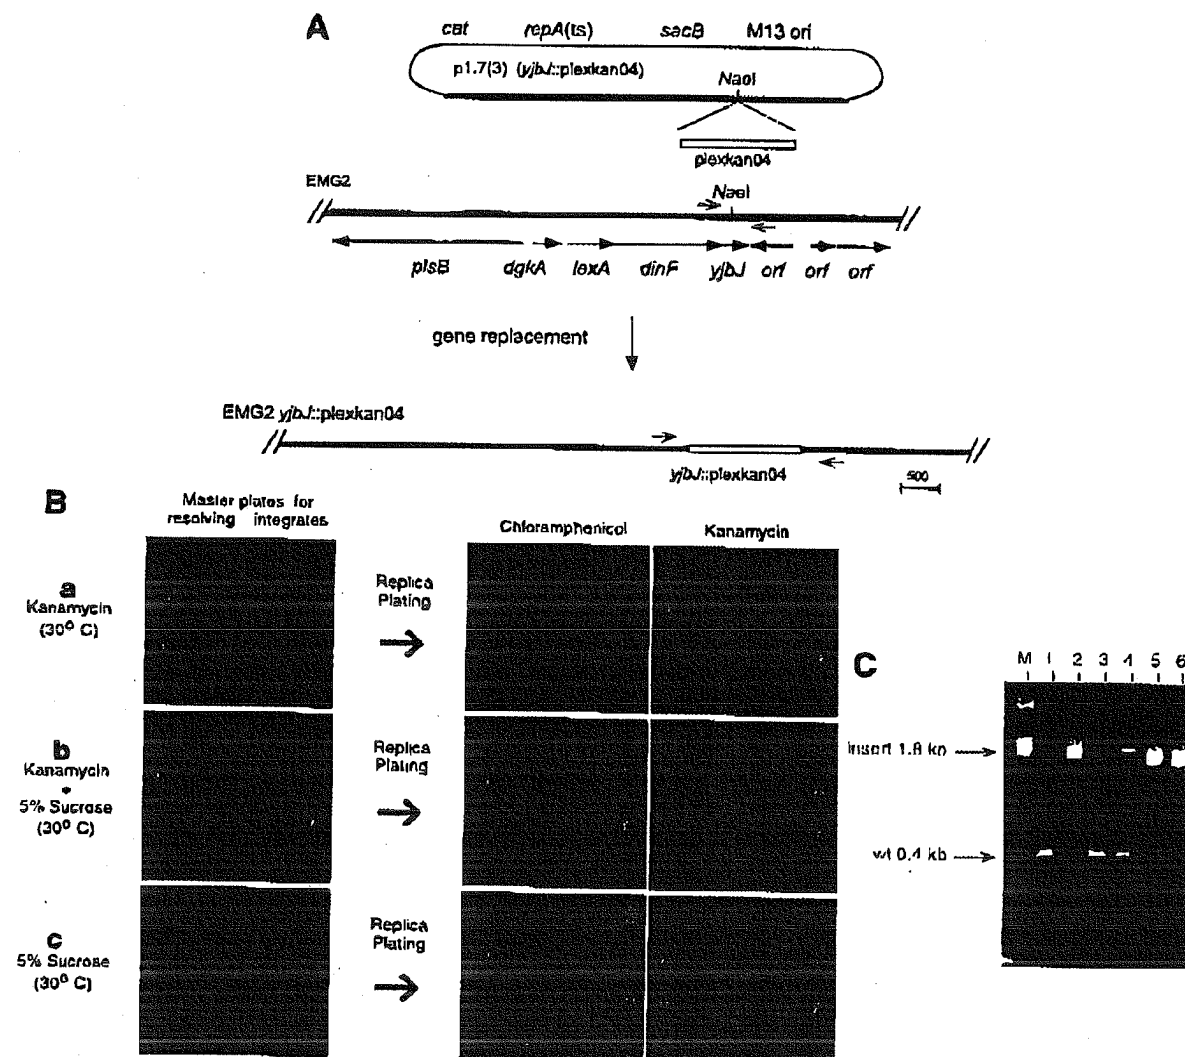 A
cat repA(ts) sacB M13 ori
p1.7(3) (yjbJ::plexkan04)
NaeI
plexkan04
EMG2
NaeI
plsB dgkA lexA dinF yjbJ orf orf orf
gene replacement
EMG2 yjbJ::plexkan04
yjbJ::plexkan04
500
B
Master plates for
resolving integrates
Chloramphenicol
Kanamycin
a
Kanamycin
(30° C)
Replica
Plating
b
Kanamycin
+
5% Sucrose
(30° C)
Replica
Plating
c
5% Sucrose
(30° C)
Replica
Plating
C
M 1 2 3 4 5 6
insert 1.8 kb
wt 0.4 kb